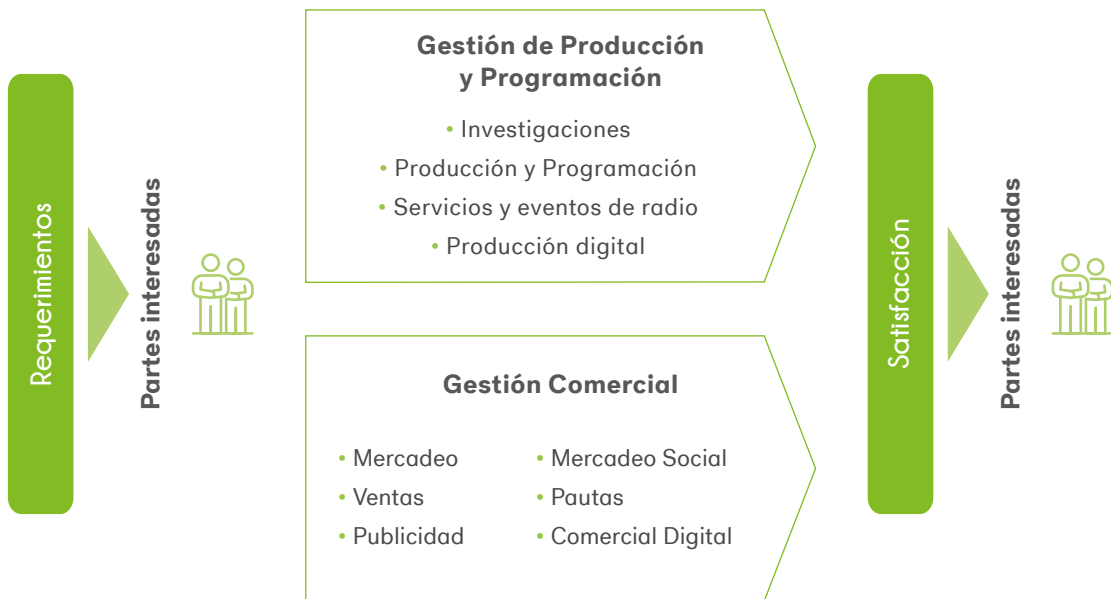 Requerimientos
Partes interesadas
Gestión de Producción
y Programación
• Investigaciones
• Producción y Programación
• Servicios y eventos de radio
• Producción digital
Gestión Comercial
• Mercadeo
• Ventas
• Publicidad
• Mercadeo Social
• Pautas
• Comercial Digital
Satisfacción
Partes interesadas